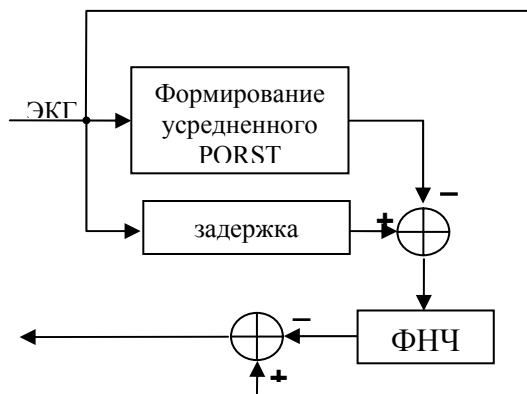 ЭКГ
Формирование
усредненного
PQRST
−
+
задержка
−
ФНЧ
+